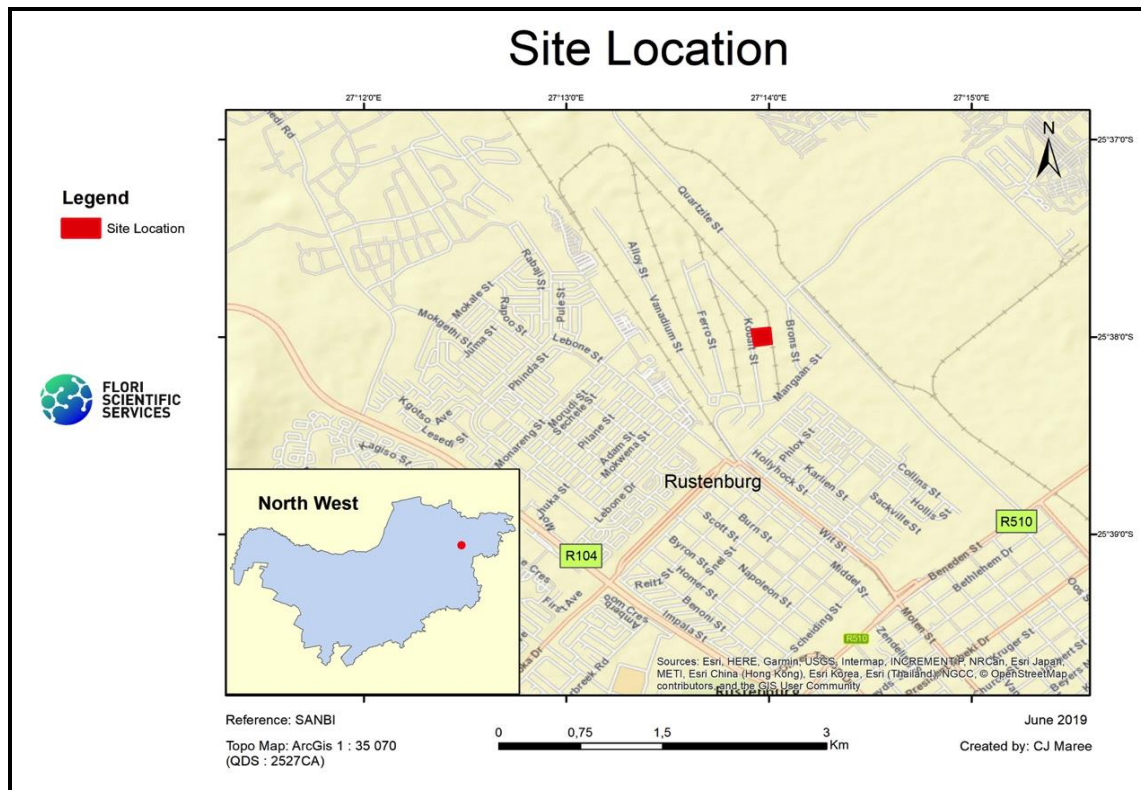 Site Location
27°12'0"E
27°13'0"E
27°14'0"E
27°15'0"E
25°37'0"S
25°38'0"S
25°39'0"S
N
Legend
Site Location
FLORI
SCIENTIFIC
SERVICES
Quartzite St
Alloy St
Vanadium St
Ferro St
Kobalt St
Brons St
Mangaan St
Rabaji St
Pule St
Mokale St
Rapoo St
Mokgethi St
Juma St
Lebone St
Phinda St
Kgotso Ave
Lesedi St
Kagiso St
Monareng St
Morudi St
Sechele St
Pilane St
Adam St
Mokwena St
Lebone Dr
Rustenburg
Phlox St
Hollyhock St
Karlien St
Collins St
Sackville St
Hollis St
R510
R104
Scott St
Burn St
Wit St
Byron St
Homer St
Napoleon St
Middel St
Reitz St
Benoni St
Impala St
Scheiding St
Beneden St
Bethlehem Dr
Molen St
R510
Kruger St
North West
Sources: Esri, HERE, Garmin, USGS, Intermap, INCREMENT P, NRCan, Esri Japan,
METI, Esri China (Hong Kong), Esri Korea, Esri (Thailand), NGCC, © OpenStreetMap
contributors, and the GIS User Community
Reference: SANBI
Topo Map: ArcGis 1 : 35 070
(QDS : 2527CA)
0 0,75 1,5 3
Km
June 2019
Created by: CJ Maree